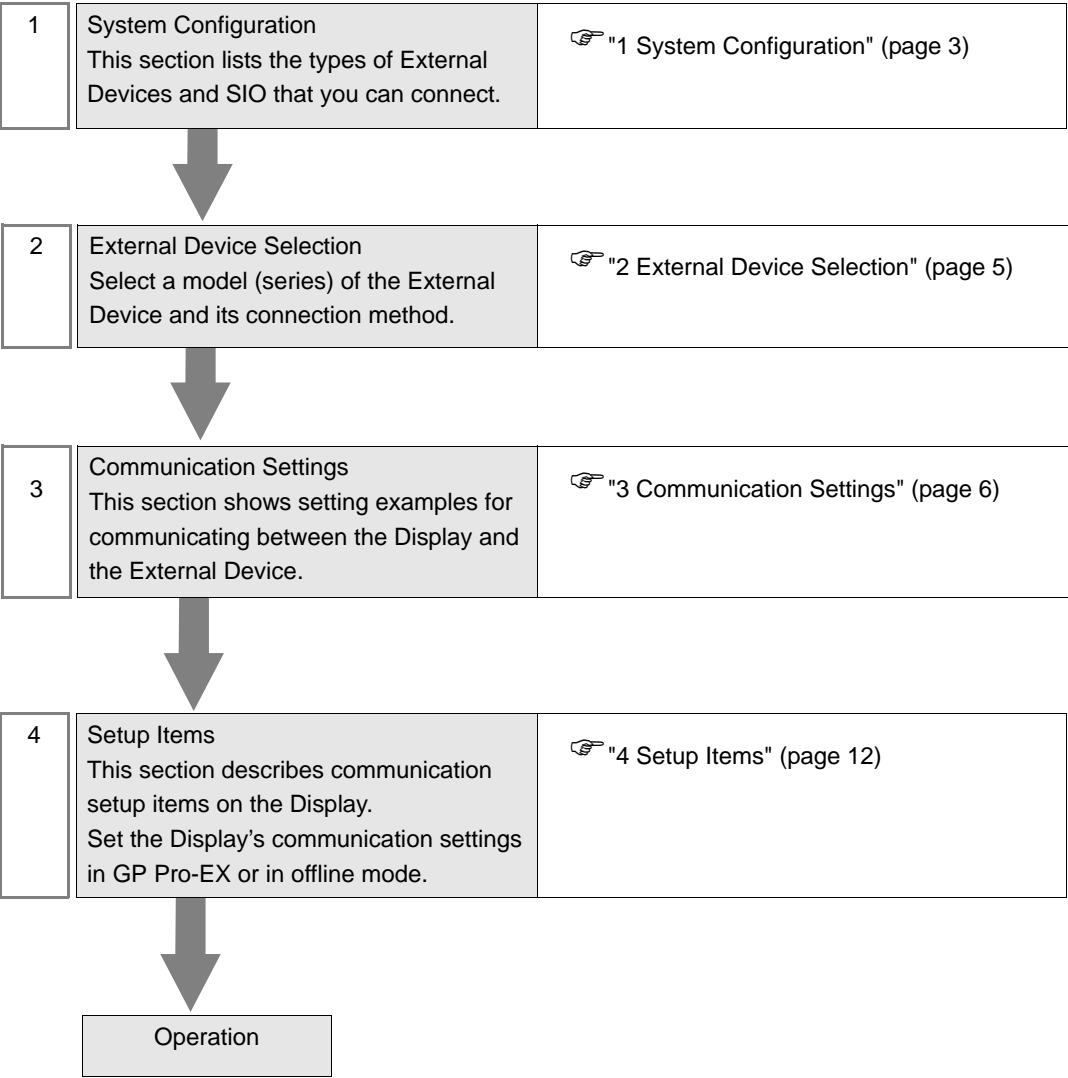 1
System Configuration
This section lists the types of External
Devices and SIO that you can connect.
"1 System Configuration" (page 3)
2
External Device Selection
Select a model (series) of the External
Device and its connection method.
"2 External Device Selection" (page 5)
3
Communication Settings
This section shows setting examples for
communicating between the Display and
the External Device.
"3 Communication Settings" (page 6)
4
Setup Items
This section describes communication
setup items on the Display.
Set the Display’s communication settings
in GP Pro-EX or in offline mode.
"4 Setup Items" (page 12)
Operation